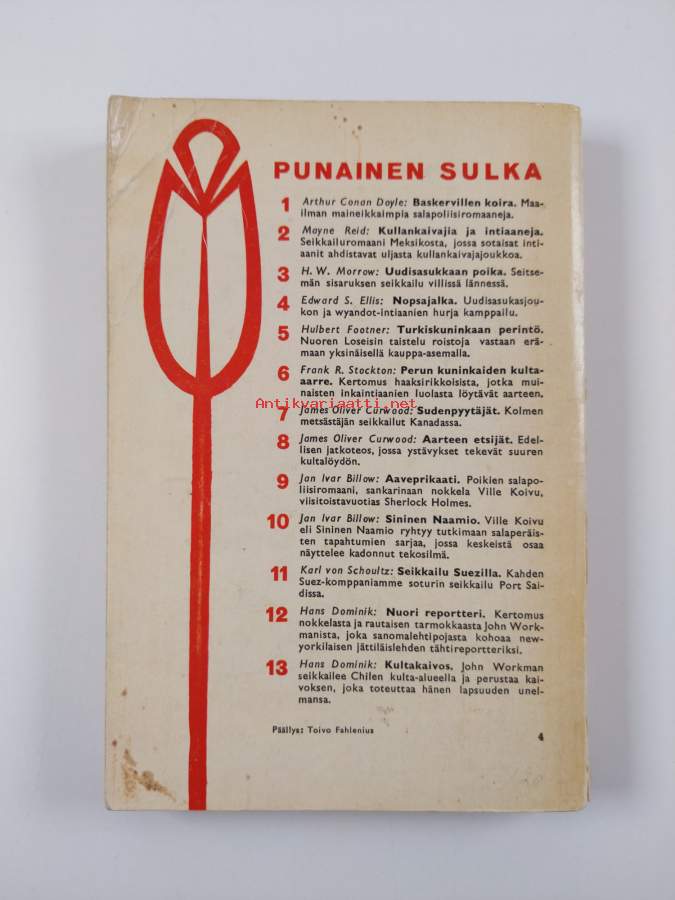 PUNAINEN SULKA
1 Arthur Conan Doyle: Baskervillen koira. Maa-
ilman maineikkaimpia salapoliisiromaaneja.
2 Mayne Reid: Kullankaivajia ja intiaaneja.
Seikkailuromaani Meksikosta, jossa sotaisat inti-
aanit ahdistavat uljasta kullankaivajajoukkoa.
3 H. W. Morrow: Uudisasukkaan poika. Seitse-
män sisaruksen seikkailu villissä lännessä.
4 Edward S. Ellis: Nopsajalka. Uudisasukasjou-
kon ja wyandot-intiaanien hurja kamppailu.
5 Hulbert Footner: Turkiskuninkaan perintö.
Nuoren Loseisin taistelu roistoja vastaan erä-
maan yksinäisellä kauppa-asemalla.
6 Frank R. Stockton: Perun kuninkaiden kulta-
aarre. Kertomus haaksirikkoisista, jotka mui-
naisten inkaintiaanien luolasta löytävät aarteen.
Antikvariaatti.net
7 James Oliver Curwood: Sudenpyytäjät. Kolmen
metsästäjän seikkailut Kanadassa.
8 James Oliver Curwood: Aarteen etsijät. Edel-
lisen jatkoteos, jossa ystävykset tekevät suuren
kultalöydön.
9 Jan Ivar Billow: Aaveprikaati. Poikien salapo-
liisiromaani, sankarinaan nokkela Ville Koivu,
viisitoistavuotias Sherlock Holmes.
10 Jan Ivar Billow: Sininen Naamio. Ville Koivu
eli Sininen Naamio ryhtyy tutkimaan salaperäis-
ten tapahtumien sarjaa, jossa keskeistä osaa
näyttelee kadonnut tekosilmä.
11 Karl von Schoultz: Seikkailu Suezilla. Kahden
Suez-komppaniamme soturin seikkailu Port Sai-
dissa.
12 Hans Dominik: Nuori reportteri. Kertomus
nokkelasta ja rautaisen tarmokkaasta John Work-
manista, joka sanomalehtipojasta kohoaa new-
yorkilaisen jättiläislehden tähtireportteriksi.
13 Hans Dominik: Kultakaivos. John Workman
seikkailee Chilen kulta-alueella ja perustaa kai-
voksen, joka toteuttaa hänen lapsuuden unel-
mansa.
Päällys: Toivo Fahlenius
4